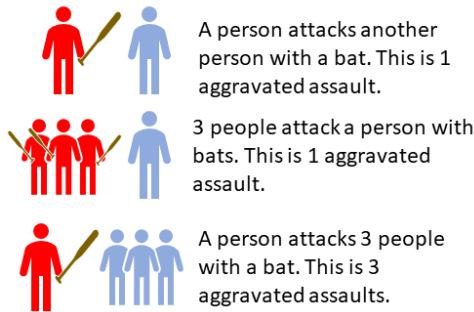 A person attacks another
person with a bat. This is 1
aggravated assault.
3 people attack a person with
bats. This is 1 aggravated
assault.
A person attacks 3 people
with a bat. This is 3
aggravated assaults.